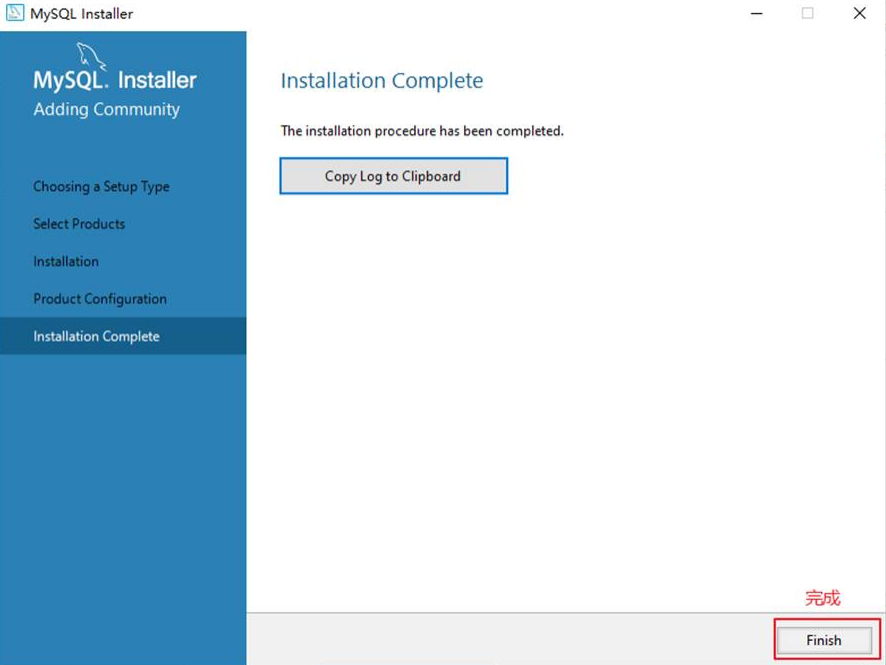 MySQL Installer
MySQL. Installer
Adding Community
Choosing a Setup Type
Select Products
Installation
Product Configuration
Installation Complete
Installation Complete
The installation procedure has been completed.
Copy Log to Clipboard
完成
Finish